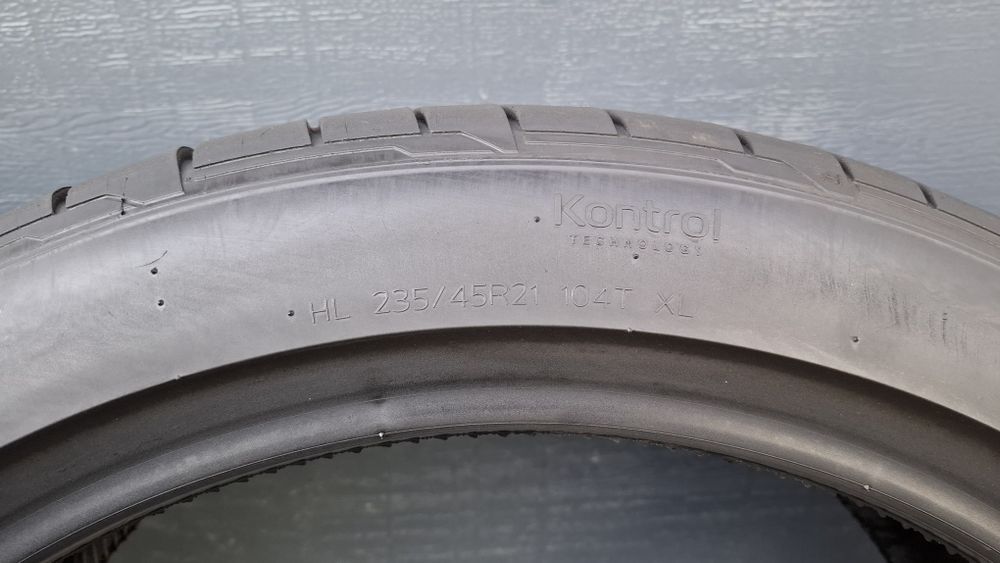 Kontrol
TECHNOLOGY
HL 235/45R21 104T XL